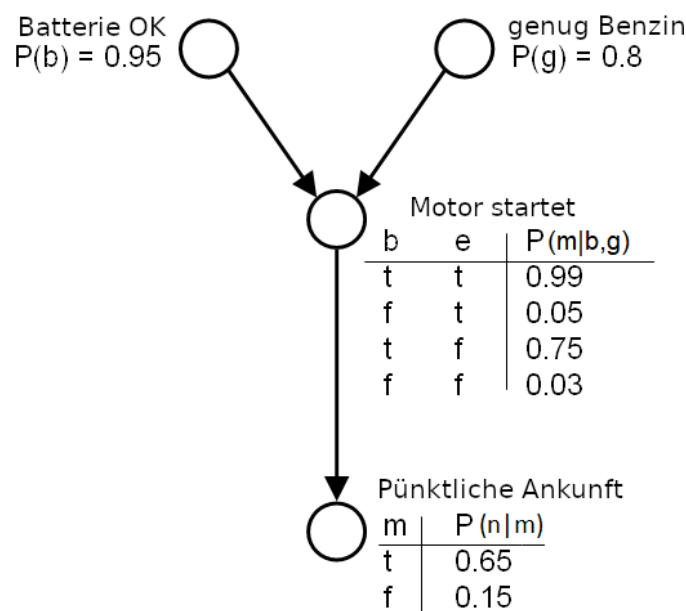 Batterie OK
P(b) = 0.95
genug Benzin
P(g) = 0.8
Motor startet
b e P(m|b,g)
t t 0.99
f t 0.05
t f 0.75
f f 0.03
Pünktliche Ankunft
m P(n|m)
t 0.65
f 0.15